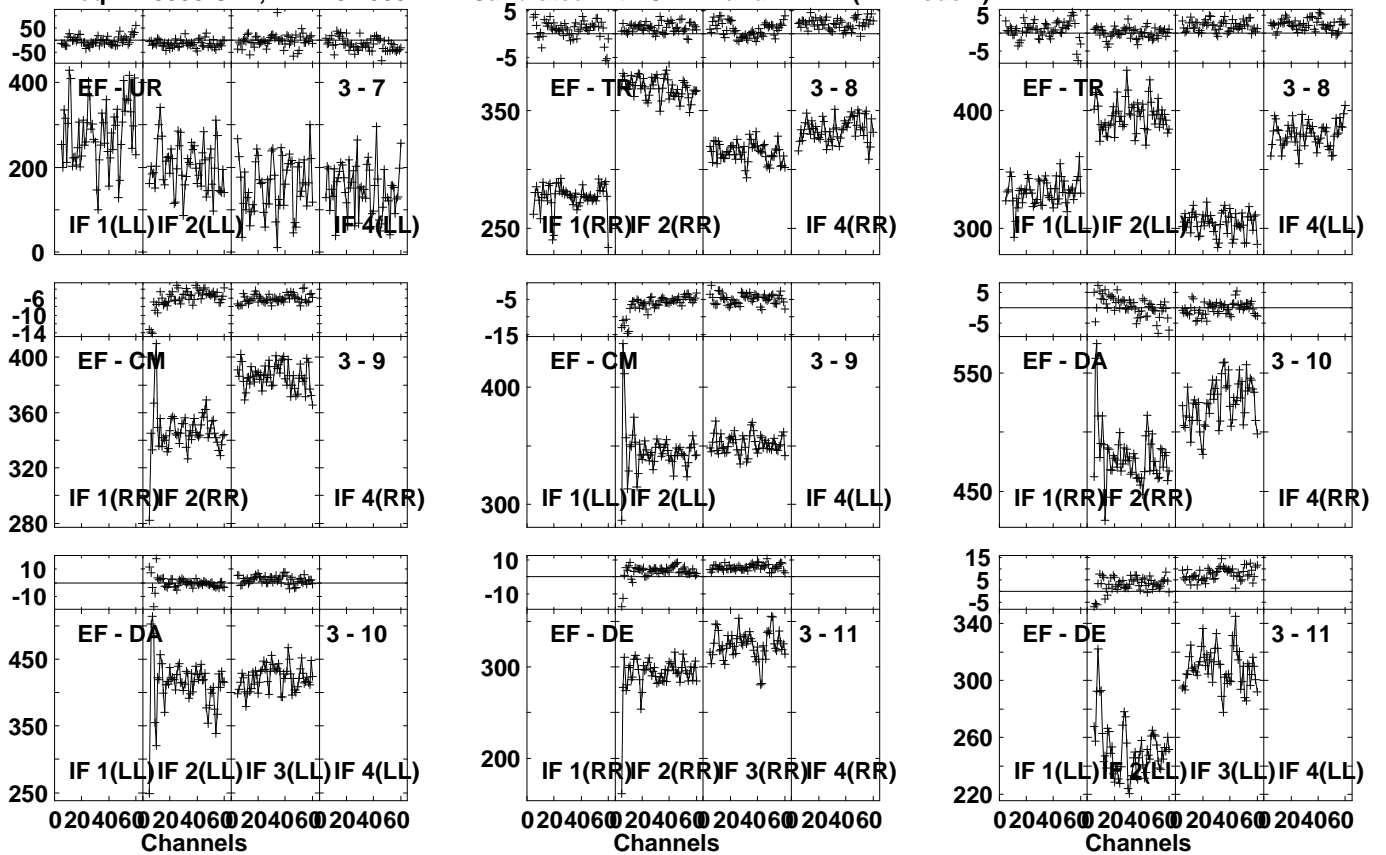 50
-50
400
200
0
EF - UR
3 - 7
IF 1(LL) IF 2(LL) IF 4(LL)
5
-5
350
250
EF - TR
3 - 8
IF 1(RR) IF 2(RR) IF 4(RR)
5
-5
400
300
EF - TR
3 - 8
IF 1(LL) IF 2(LL) IF 4(LL)
-6
-10
-14
400
360
320
280
EF - CM
3 - 9
IF 1(RR) IF 2(RR) IF 4(RR)
-5
-15
400
300
EF - CM
3 - 9
IF 1(LL) IF 2(LL) IF 4(LL)
5
-5
550
450
EF - DA
3 - 10
IF 1(RR) IF 2(RR) IF 4(RR)
10
-10
450
350
250
EF - DA
3 - 10
IF 1(LL) IF 2(LL) IF 3(LL) IF 4(LL)
0 20 40 60 0 20 40 60 0 20 40 60 0 20 40 60
Channels
10
-10
300
200
EF - DE
3 - 11
IF 1(RR) IF 2(RR) IF 3(RR) IF 4(RR)
0 20 40 60 0 20 40 60 0 20 40 60 0 20 40 60
Channels
15
5
-5
340
300
260
220
EF - DE
3 - 11
IF 1(LL) IF 2(LL) IF 3(LL) IF 4(LL)
0 20 40 60 0 20 40 60 0 20 40 60 0 20 40 60
Channels